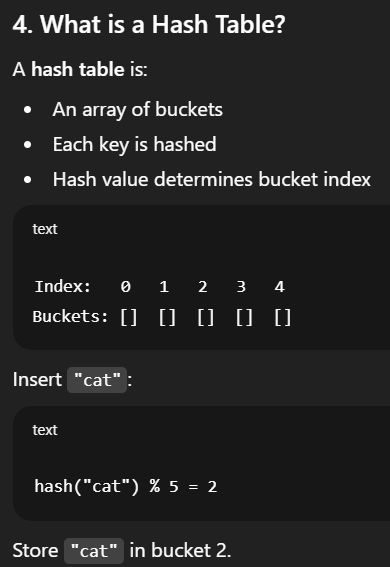 4. What is a Hash Table?
A hash table is:
• An array of buckets
• Each key is hashed
• Hash value determines bucket index
text
Index:   0  1  2  3  4
Buckets: [] [] [] [] []
Insert "cat":
text
hash("cat") % 5 = 2
Store "cat" in bucket 2.